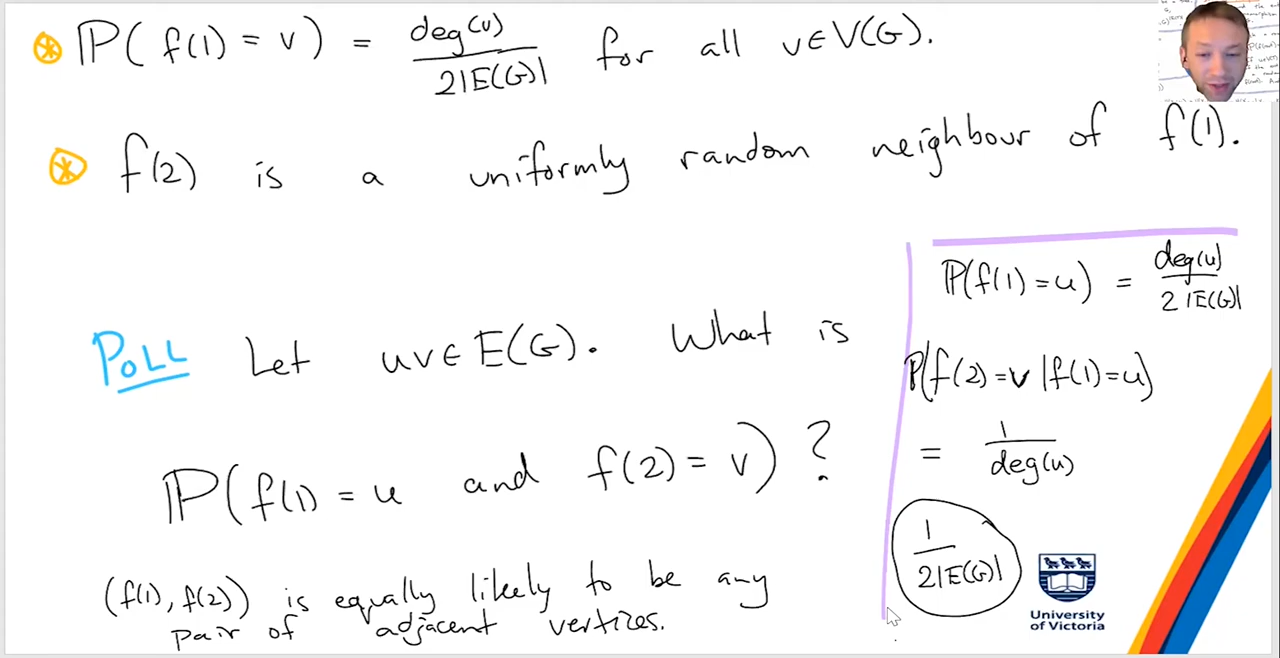 ℙ(f(1) = v) = deg(v)/2|E(G)| for all v∈V(G).
f(2) is a uniformly random neighbour of f(1).
POLL Let uv∈E(G). What is
ℙ(f(1) = u and f(2) = v)?
(f(1), f(2)) is equally likely to be any
pair of adjacent vertices.
ℙ(f(1) = u) = deg(u)/2|E(G)|
ℙ(f(2) = v | f(1) = u)
= 1/deg(u)
1/2|E(G)|
University
of Victoria